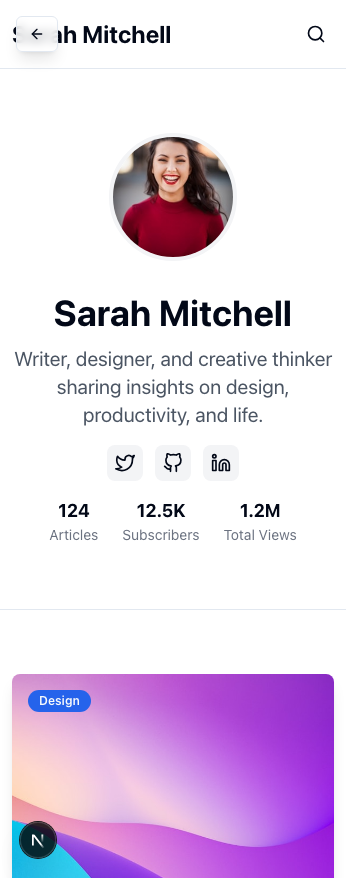 Sarah Mitchell
Sarah Mitchell
Writer, designer, and creative thinker
sharing insights on design,
productivity, and life.
124
Articles
12.5K
Subscribers
1.2M
Total Views
Design
N